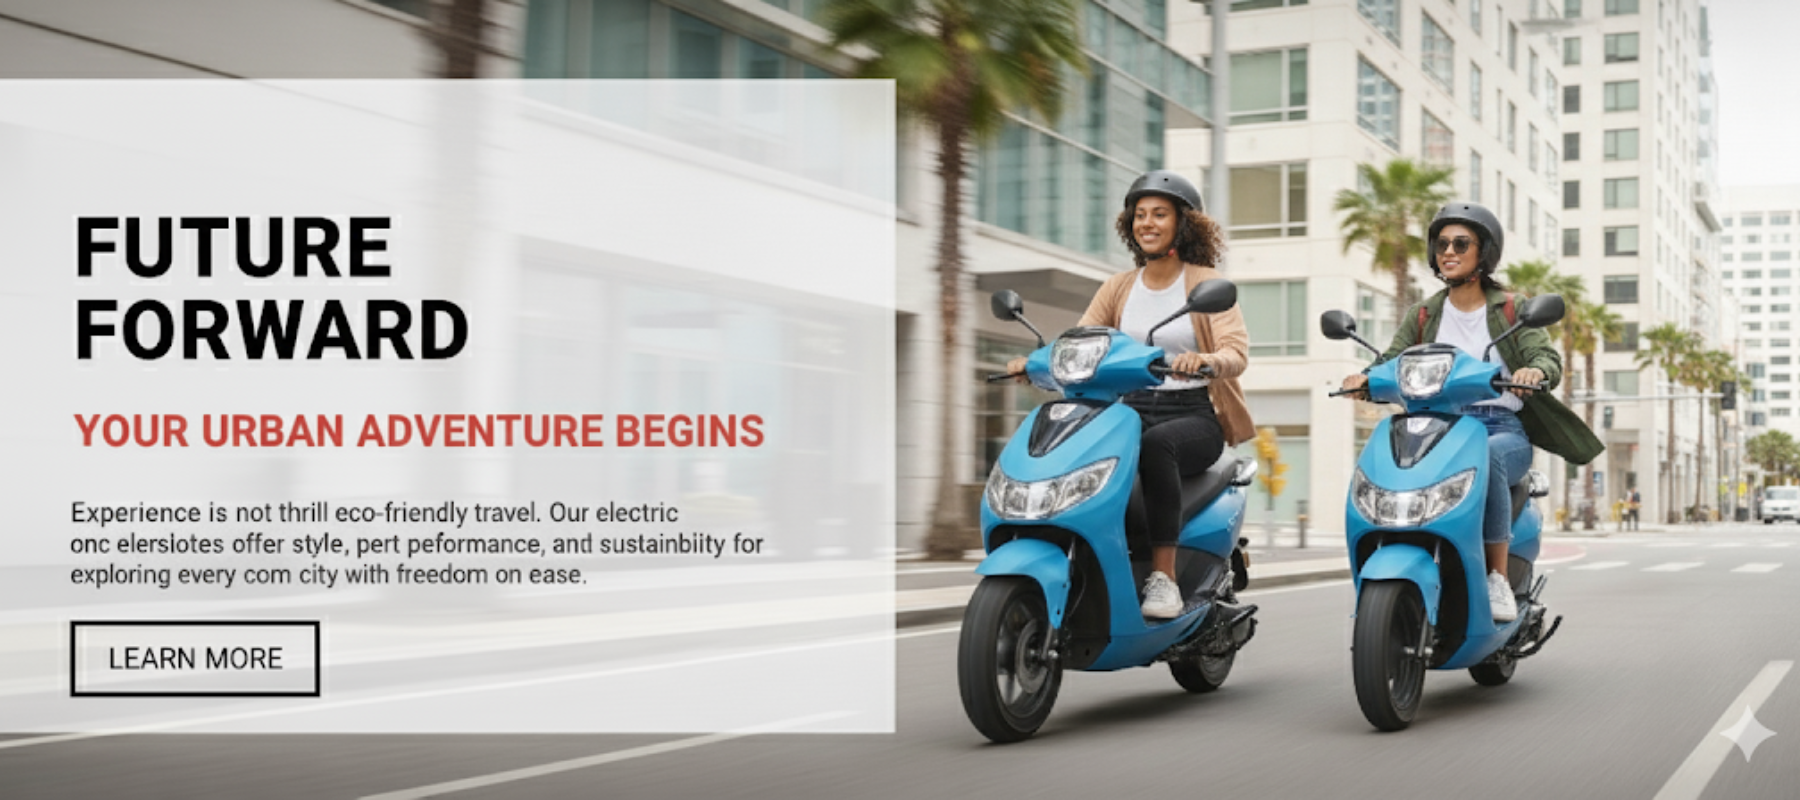 FUTURE
FORWARD
YOUR URBAN ADVENTURE BEGINS
Experience is not thrill eco-friendly travel. Our electric
onc elerslotes offer style, pert peformance, and sustainbiity for
exploring every com city with freedom on ease.
LEARN MORE